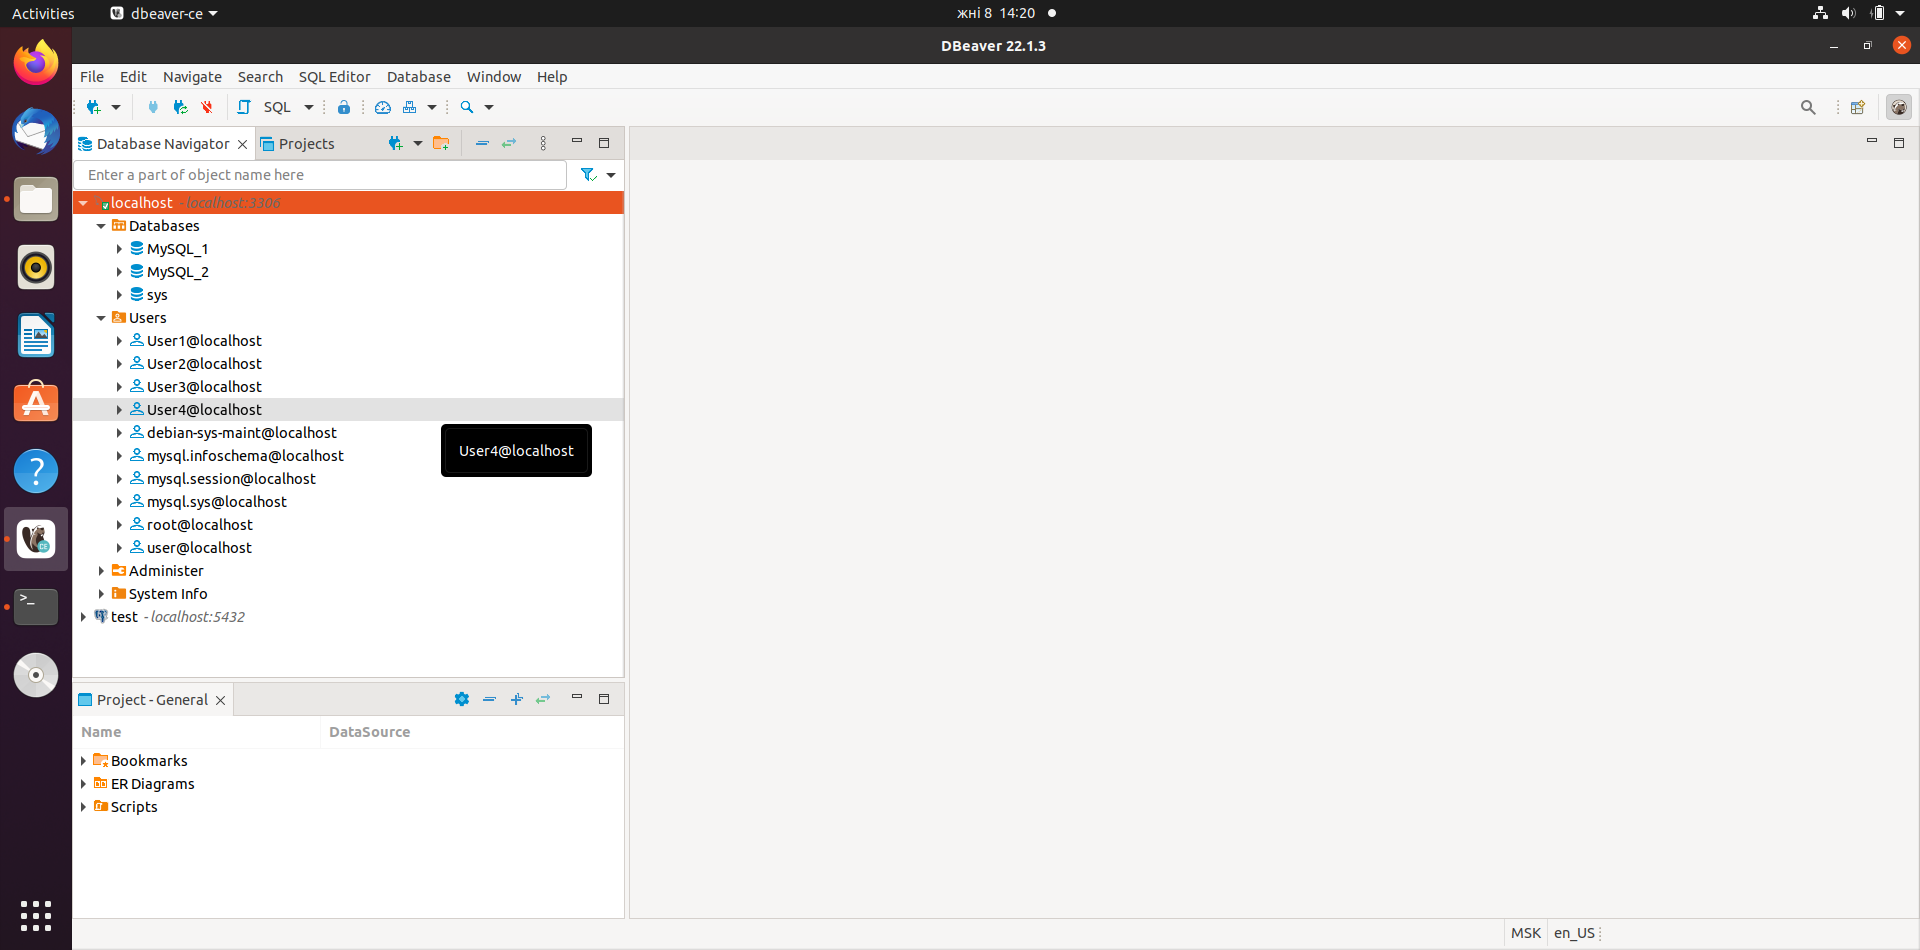 Activities dbeaver-ce жні 8 14:20
DBeaver 22.1.3
File Edit Navigate Search SQL Editor Database Window Help
SQL
Database Navigator Projects
Enter a part of object name here
localhost - localhost:3306
Databases
MySQL_1
MySQL_2
sys
Users
User1@localhost
User2@localhost
User3@localhost
User4@localhost
debian-sys-maint@localhost
User4@localhost
mysql.infoschema@localhost
mysql.session@localhost
mysql.sys@localhost
root@localhost
user@localhost
Administer
System Info
test - localhost:5432
Project - General
Name DataSource
Bookmarks
ER Diagrams
Scripts
MSK en_US